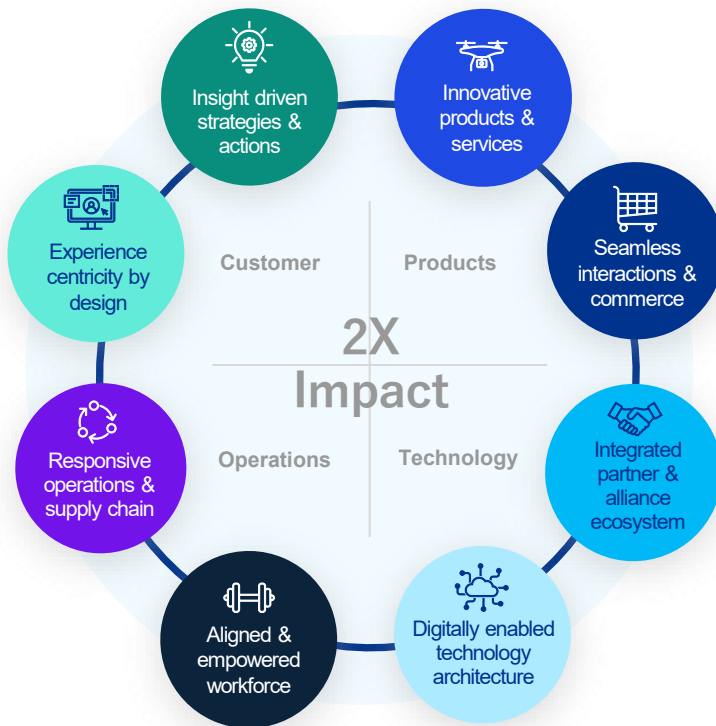 Insight driven
strategies &
actions
Innovative
products &
services
Experience
centricity by
design
Seamless
interactions &
commerce
Customer
Products
2X
Impact
Operations
Technology
Responsive
operations &
supply chain
Integrated
partner &
alliance
ecosystem
Aligned &
empowered
workforce
Digitally enabled
technology
architecture